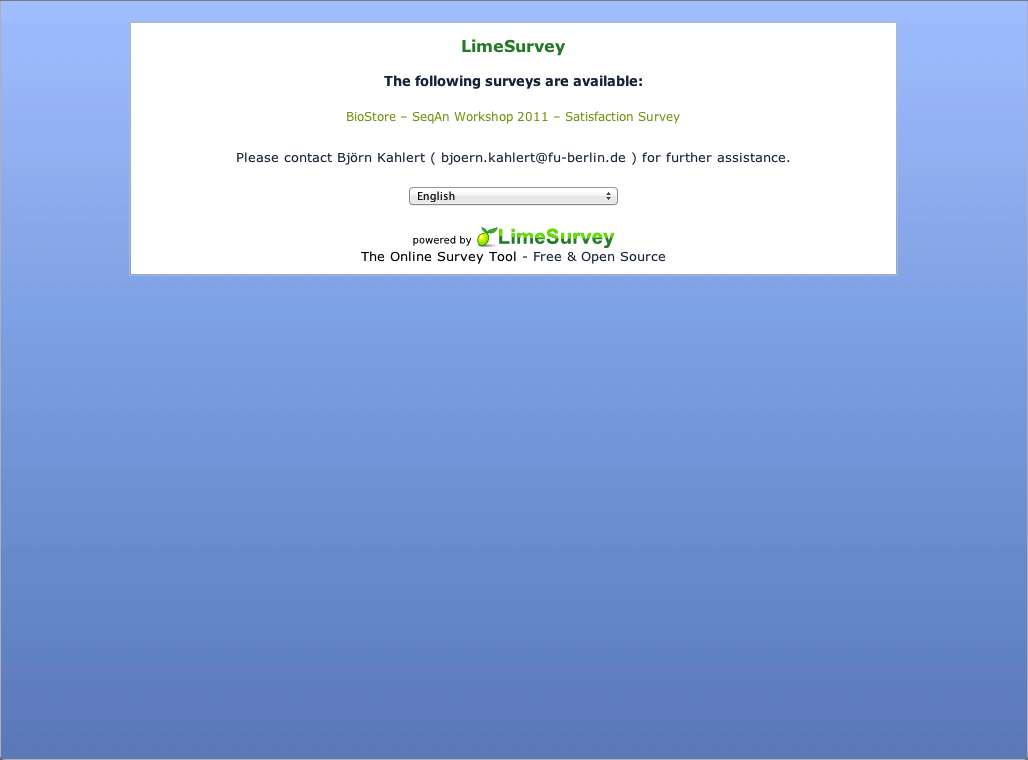 LimeSurvey
The following surveys are available:
BioStore – SeqAn Workshop 2011 – Satisfaction Survey
Please contact Björn Kahlert ( bjoern.kahlert@fu-berlin.de ) for further assistance.
English
powered by LimeSurvey
The Online Survey Tool - Free & Open Source